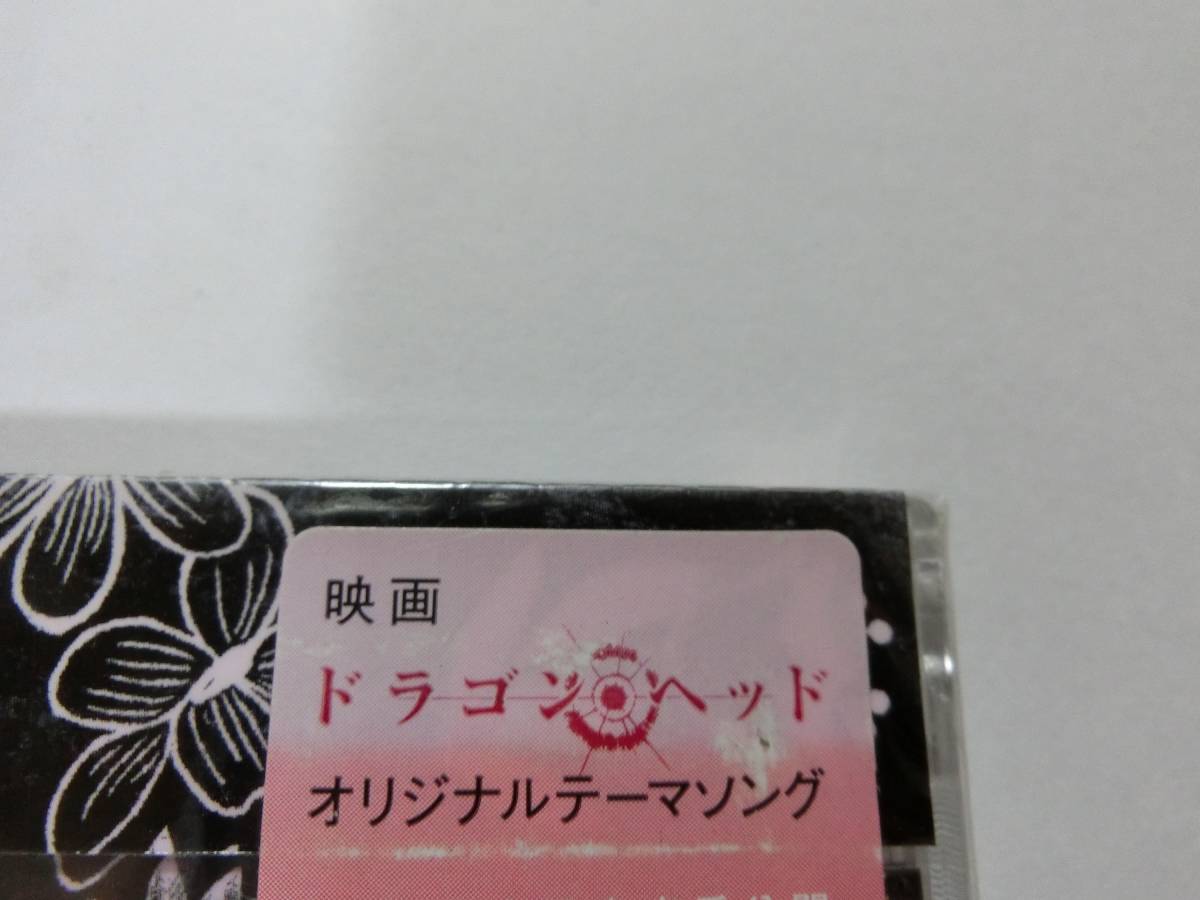 映画
ドラゴンヘッド
オリジナルテーマソング